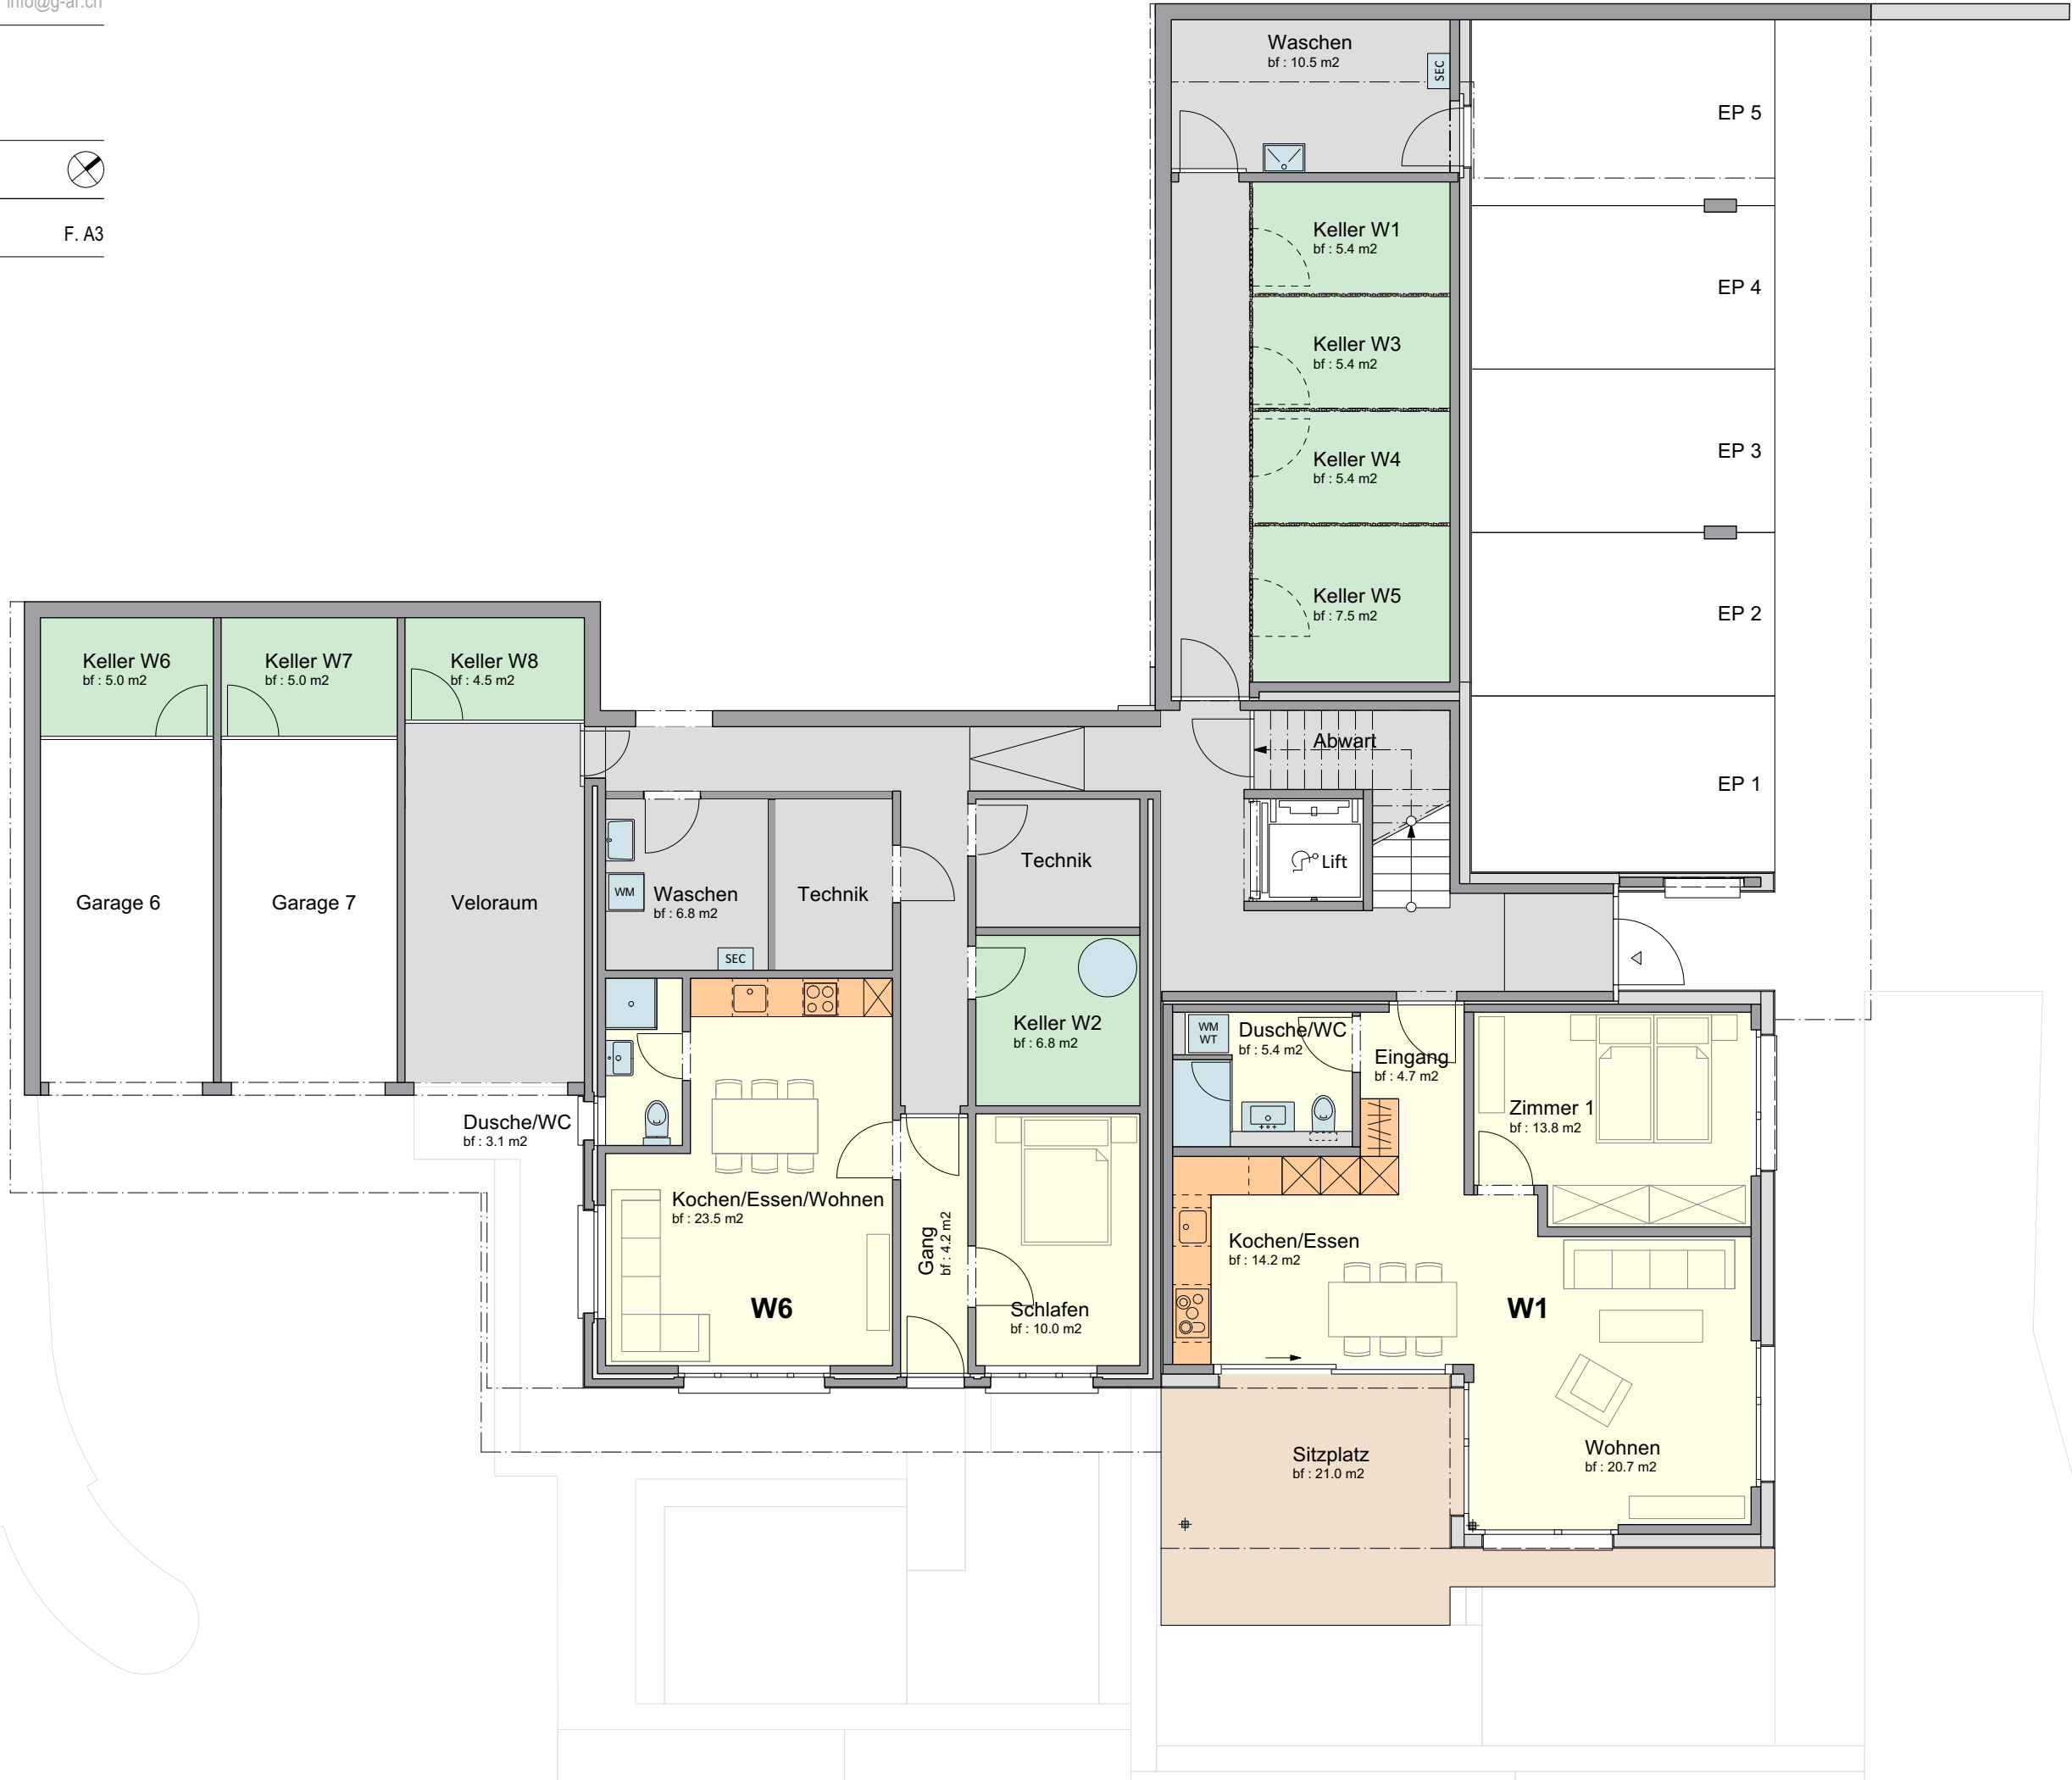 info@g-ar.ch
F. A3
Waschen
bf : 10.5 m2
SEC
EP 5
Keller W1
bf : 5.4 m2
EP 4
Keller W3
bf : 5.4 m2
EP 3
Keller W4
bf : 5.4 m2
EP 2
Keller W5
bf : 7.5 m2
EP 1
Keller W6
bf : 5.0 m2
Keller W7
bf : 5.0 m2
Keller W8
bf : 4.5 m2
Abwart
Lift
Garage 6
Garage 7
Veloraum
WM
Waschen
bf : 6.8 m2
SEC
Technik
Technik
Keller W2
bf : 6.8 m2
Dusche/WC
bf : 3.1 m2
Kochen/Essen/Wohnen
bf : 23.5 m2
W6
Gang
bf : 4.2 m2
Schlafen
bf : 10.0 m2
WM
WT
Dusche/WC
bf : 5.4 m2
Eingang
bf : 4.7 m2
Zimmer 1
bf : 13.8 m2
Kochen/Essen
bf : 14.2 m2
W1
Wohnen
bf : 20.7 m2
Sitzplatz
bf : 21.0 m2